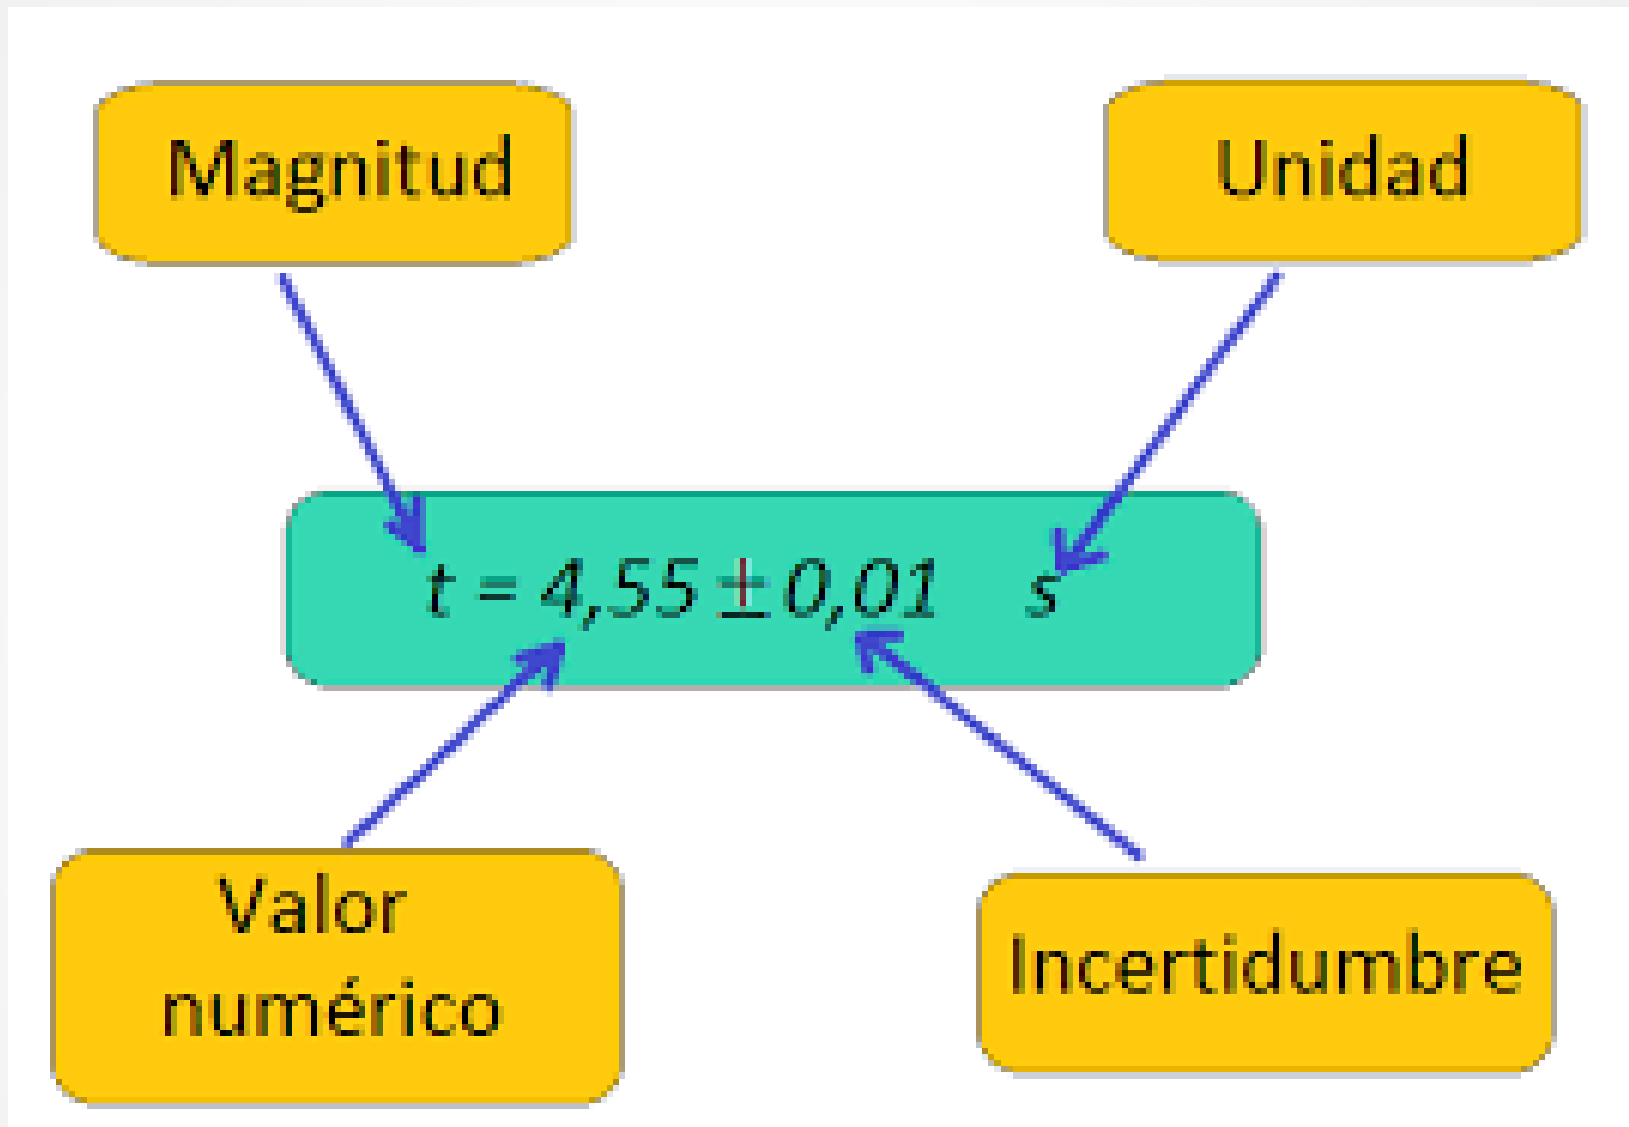 Magnitud
Unidad
t = 4,55 ± 0,01 s
Valor
numérico
Incertidumbre